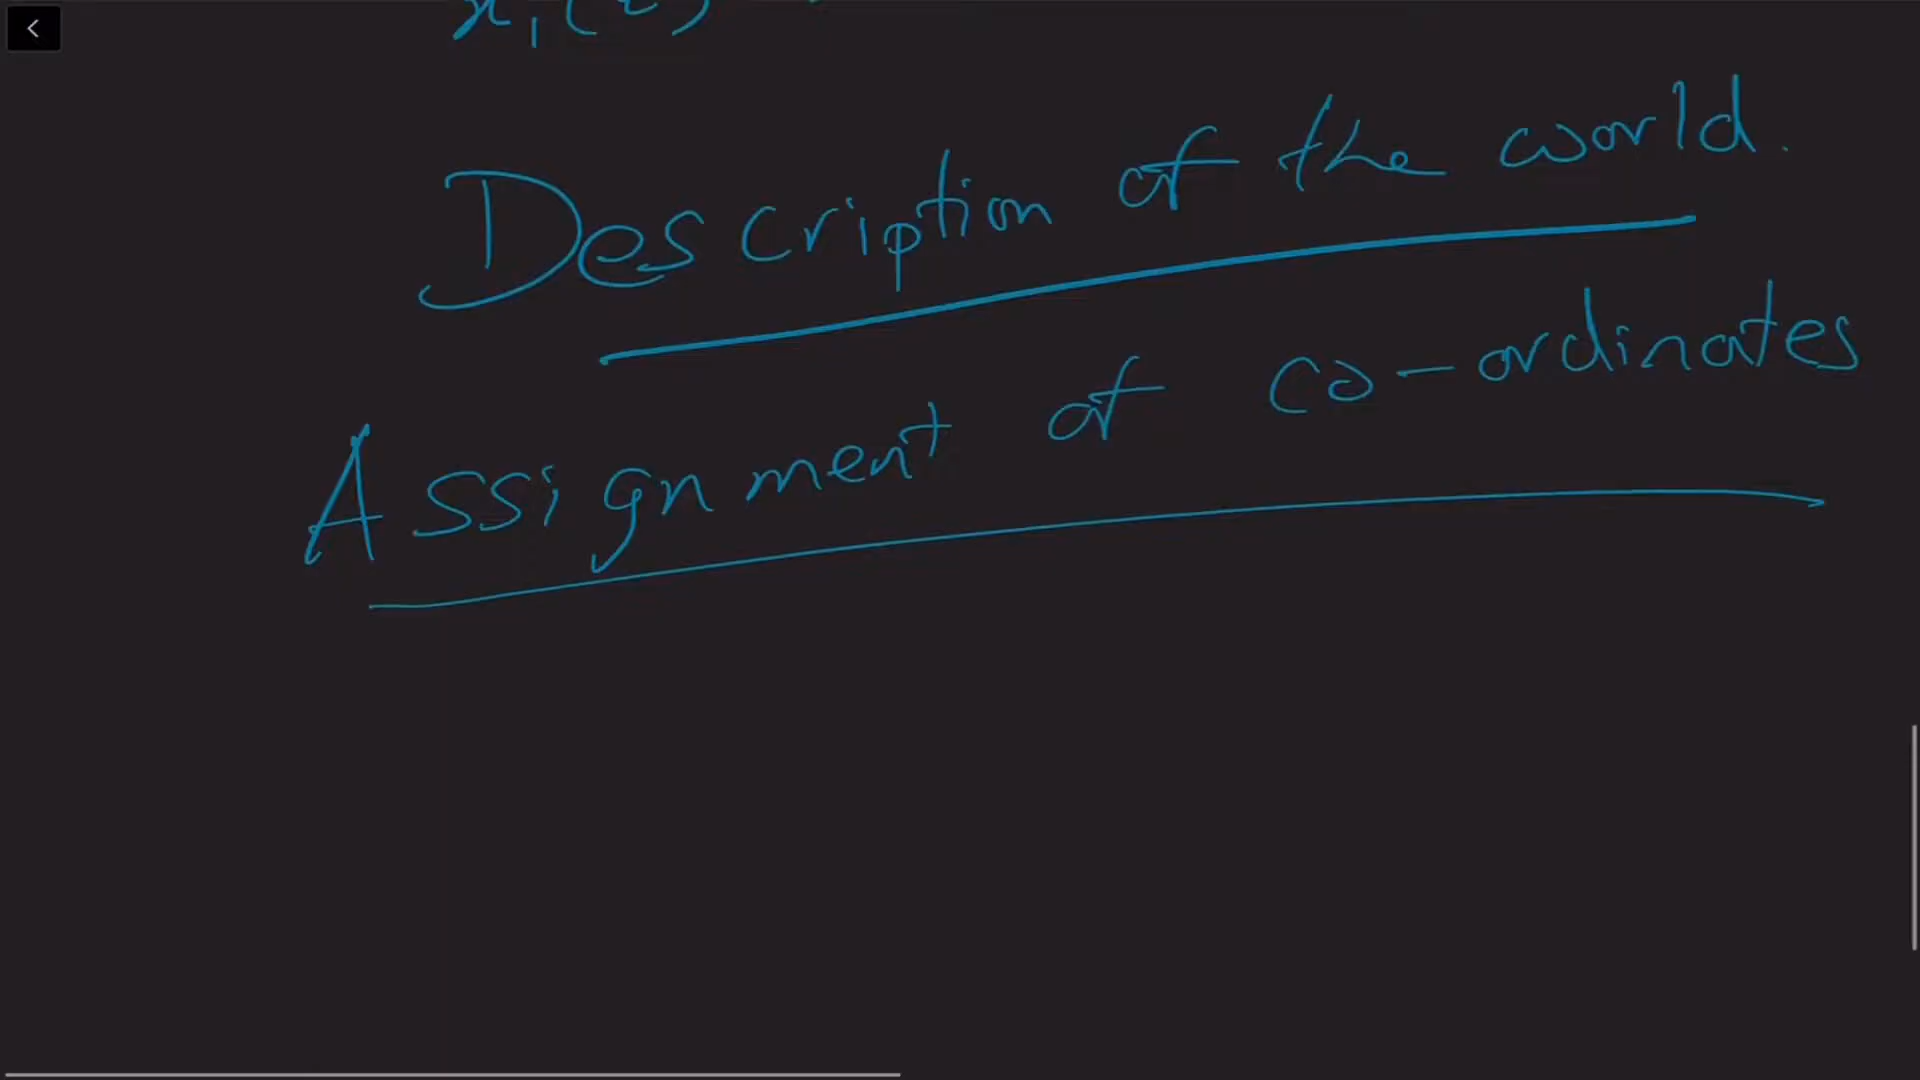 Description of the world.
Assignment of co-ordinates